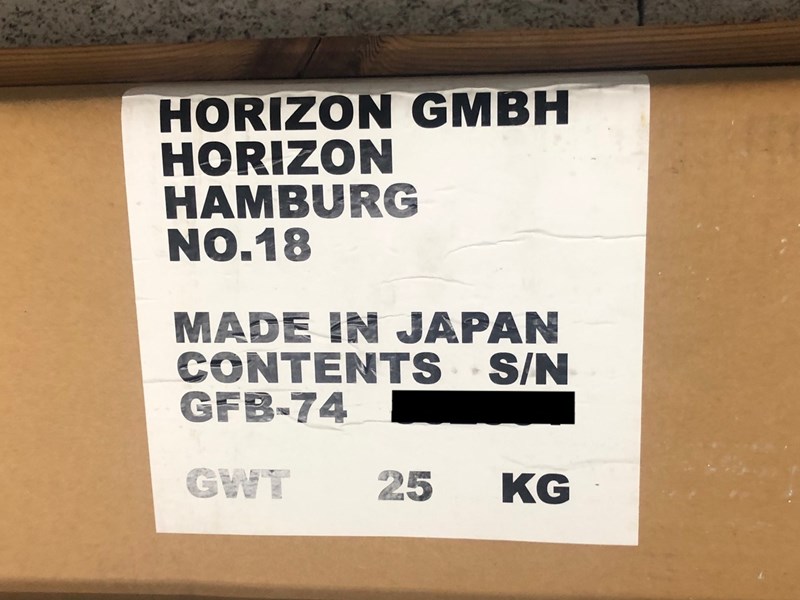 HORIZON GMBH
HORIZON
HAMBURG
NO.18
MADE IN JAPAN
CONTENTS S/N
GFB-74
GWT 25 KG